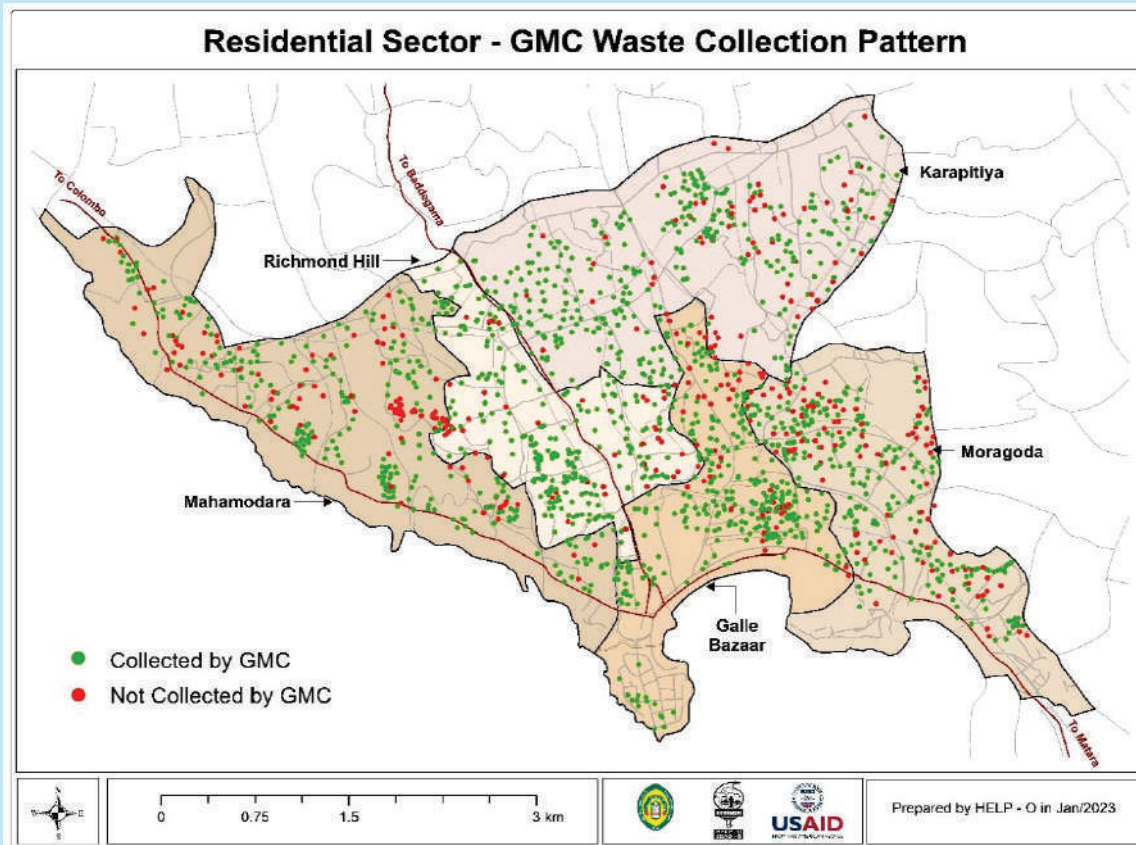 Residential Sector - GMC Waste Collection Pattern
To Colombo
To Baddegama
Karapitiya
Richmond Hill
Moragoda
Mahamodara
Galle
Bazaar
Collected by GMC
Not Collected by GMC
To Matara
N
W
E
S
0
0.75
1.5
3 km
USAID
Prepared by HELP - O in Jan/2023